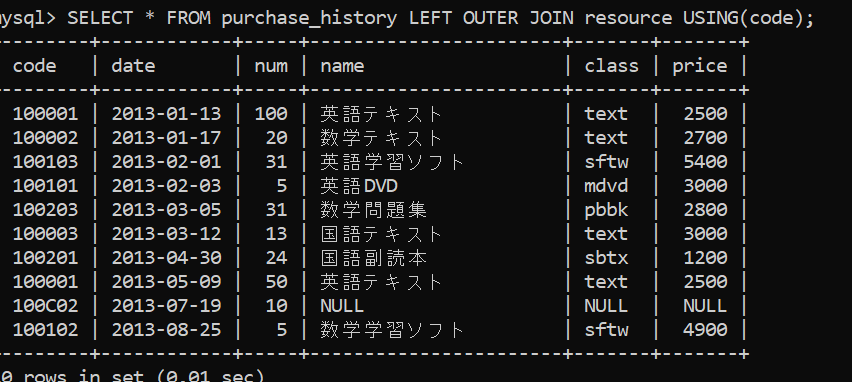 mysql> SELECT * FROM purchase_history LEFT OUTER JOIN resource USING(code);
--------+------------+-----+---------------------+-------+-------+
code | date | num | name | class | price |
--------+------------+-----+---------------------+-------+-------+
100001 | 2013-01-13 | 100 | 英語テキスト | text | 2500 |
100002 | 2013-01-17 | 20 | 数学テキスト | text | 2700 |
100103 | 2013-02-01 | 31 | 英語学習ソフト | sftw | 5400 |
100101 | 2013-02-03 | 5 | 英語DVD | mdvd | 3000 |
100203 | 2013-03-05 | 31 | 数学問題集 | pbbk | 2800 |
100003 | 2013-03-12 | 13 | 国語テキスト | text | 3000 |
100201 | 2013-04-30 | 24 | 国語副読本 | sbtx | 1200 |
100001 | 2013-05-09 | 50 | 英語テキスト | text | 2500 |
100C02 | 2013-07-19 | 10 | NULL | NULL | NULL |
100102 | 2013-08-25 | 5 | 数学学習ソフト | sftw | 4900 |
--------+------------+-----+---------------------+-------+-------+
0 rows in set (0.01 sec)